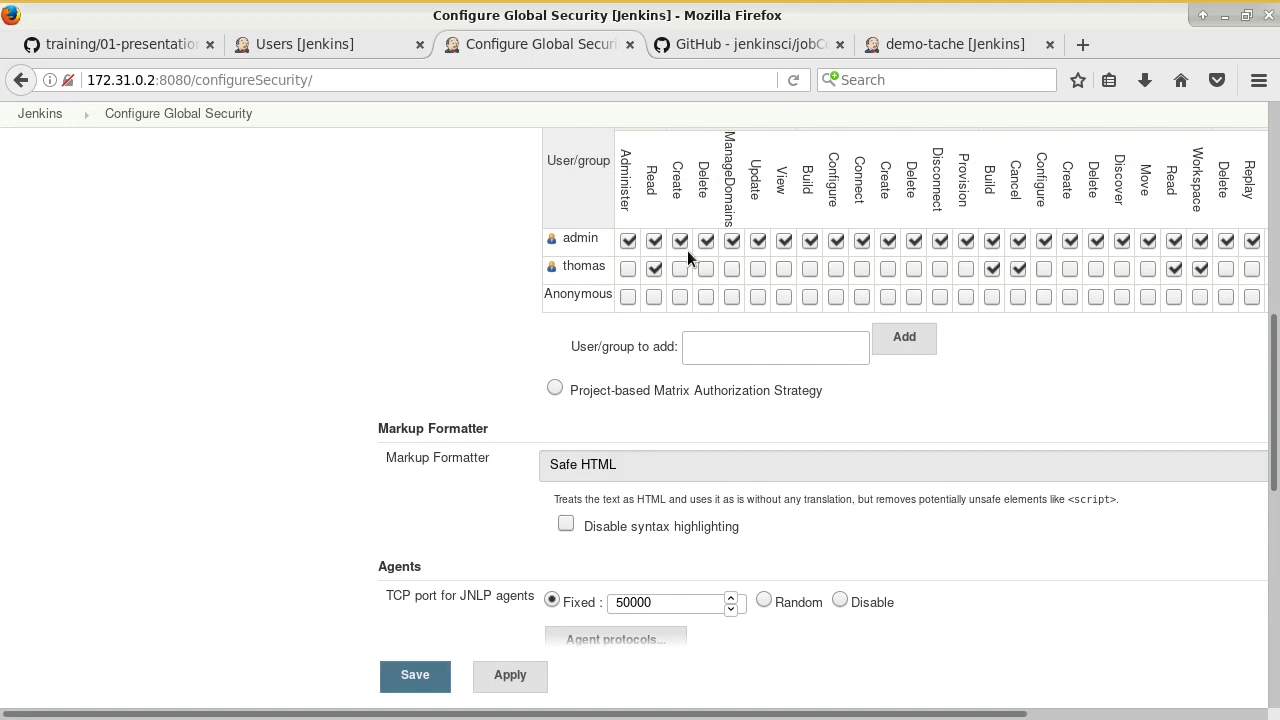 Configure Global Security [Jenkins] - Mozilla Firefox
training/01-presentatio
Users [Jenkins]
Configure Global Securi
GitHub - jenkinsci/jobC
demo-tache [Jenkins]
172.31.0.2:8080/configureSecurity/
Search
Jenkins
Configure Global Security
User/group
Administer
Read
Create
Delete
ManageDomains
Update
View
Build
Configure
Connect
Create
Delete
Disconnect
Provision
Build
Cancel
Configure
Create
Delete
Discover
Move
Read
Workspace
Delete
Replay
admin
thomas
Anonymous
User/group to add:
Add
Project-based Matrix Authorization Strategy
Markup Formatter
Markup Formatter
Safe HTML
Treats the text as HTML and uses it as is without any translation, but removes potentially unsafe elements like <script>.
Disable syntax highlighting
Agents
TCP port for JNLP agents
Fixed :
50000
Random
Disable
Agent protocols...
Save
Apply